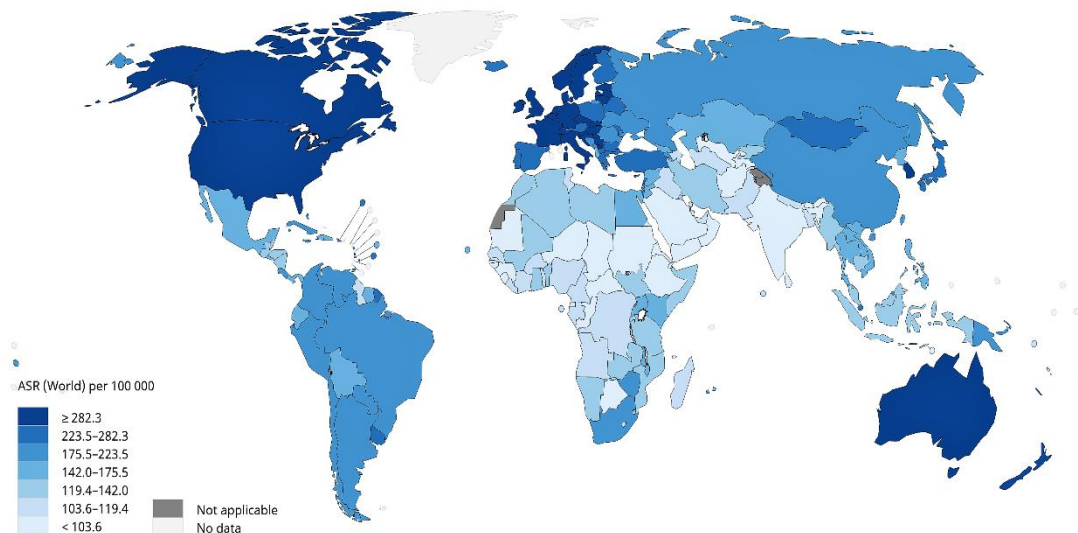 ASR (World) per 100 000
≥ 282.3
223.5–282.3
175.5–223.5
142.0–175.5
119.4–142.0
103.6–119.4
< 103.6
Not applicable
No data